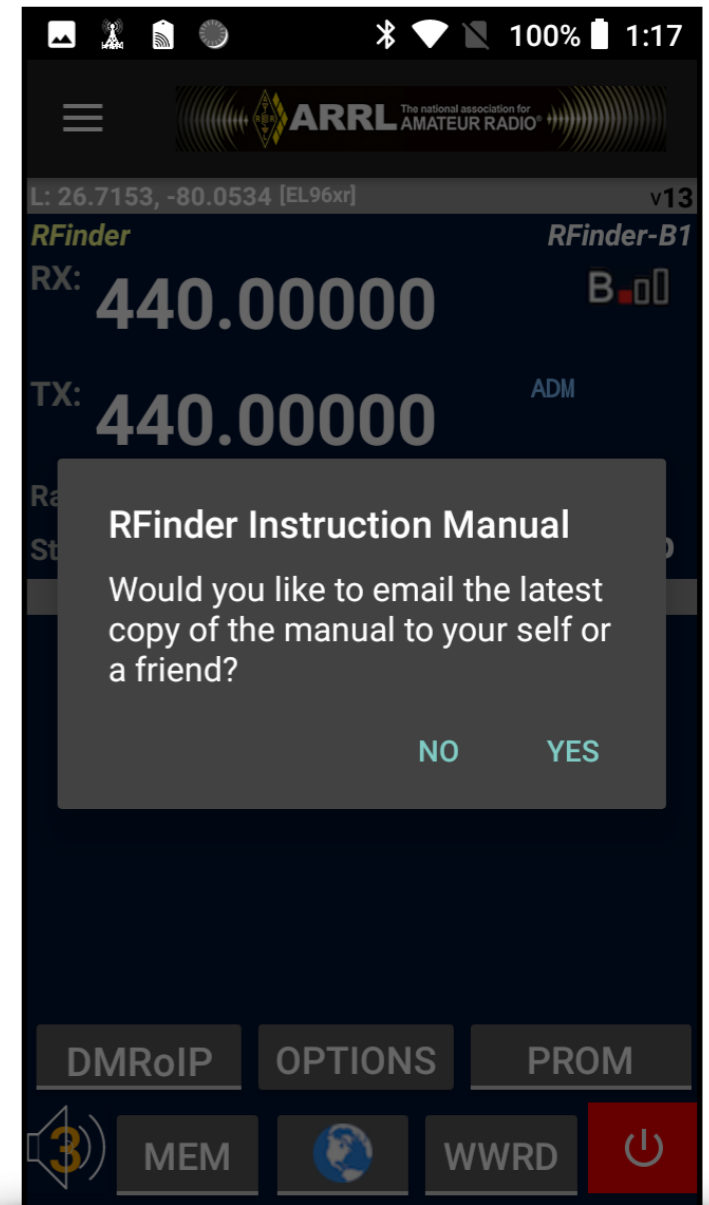 100% 1:17
ARRL The national association for
AMATEUR RADIO®
L: 26.7153, -80.0534 [EL96xr] v13
RFinder RFinder-B1
RX: 440.00000 B
TX: 440.00000 ADM
Ra
St
RFinder Instruction Manual
Would you like to email the latest
copy of the manual to your self or
a friend?
NO YES
DMRoIP OPTIONS PROM
3 MEM WWRD